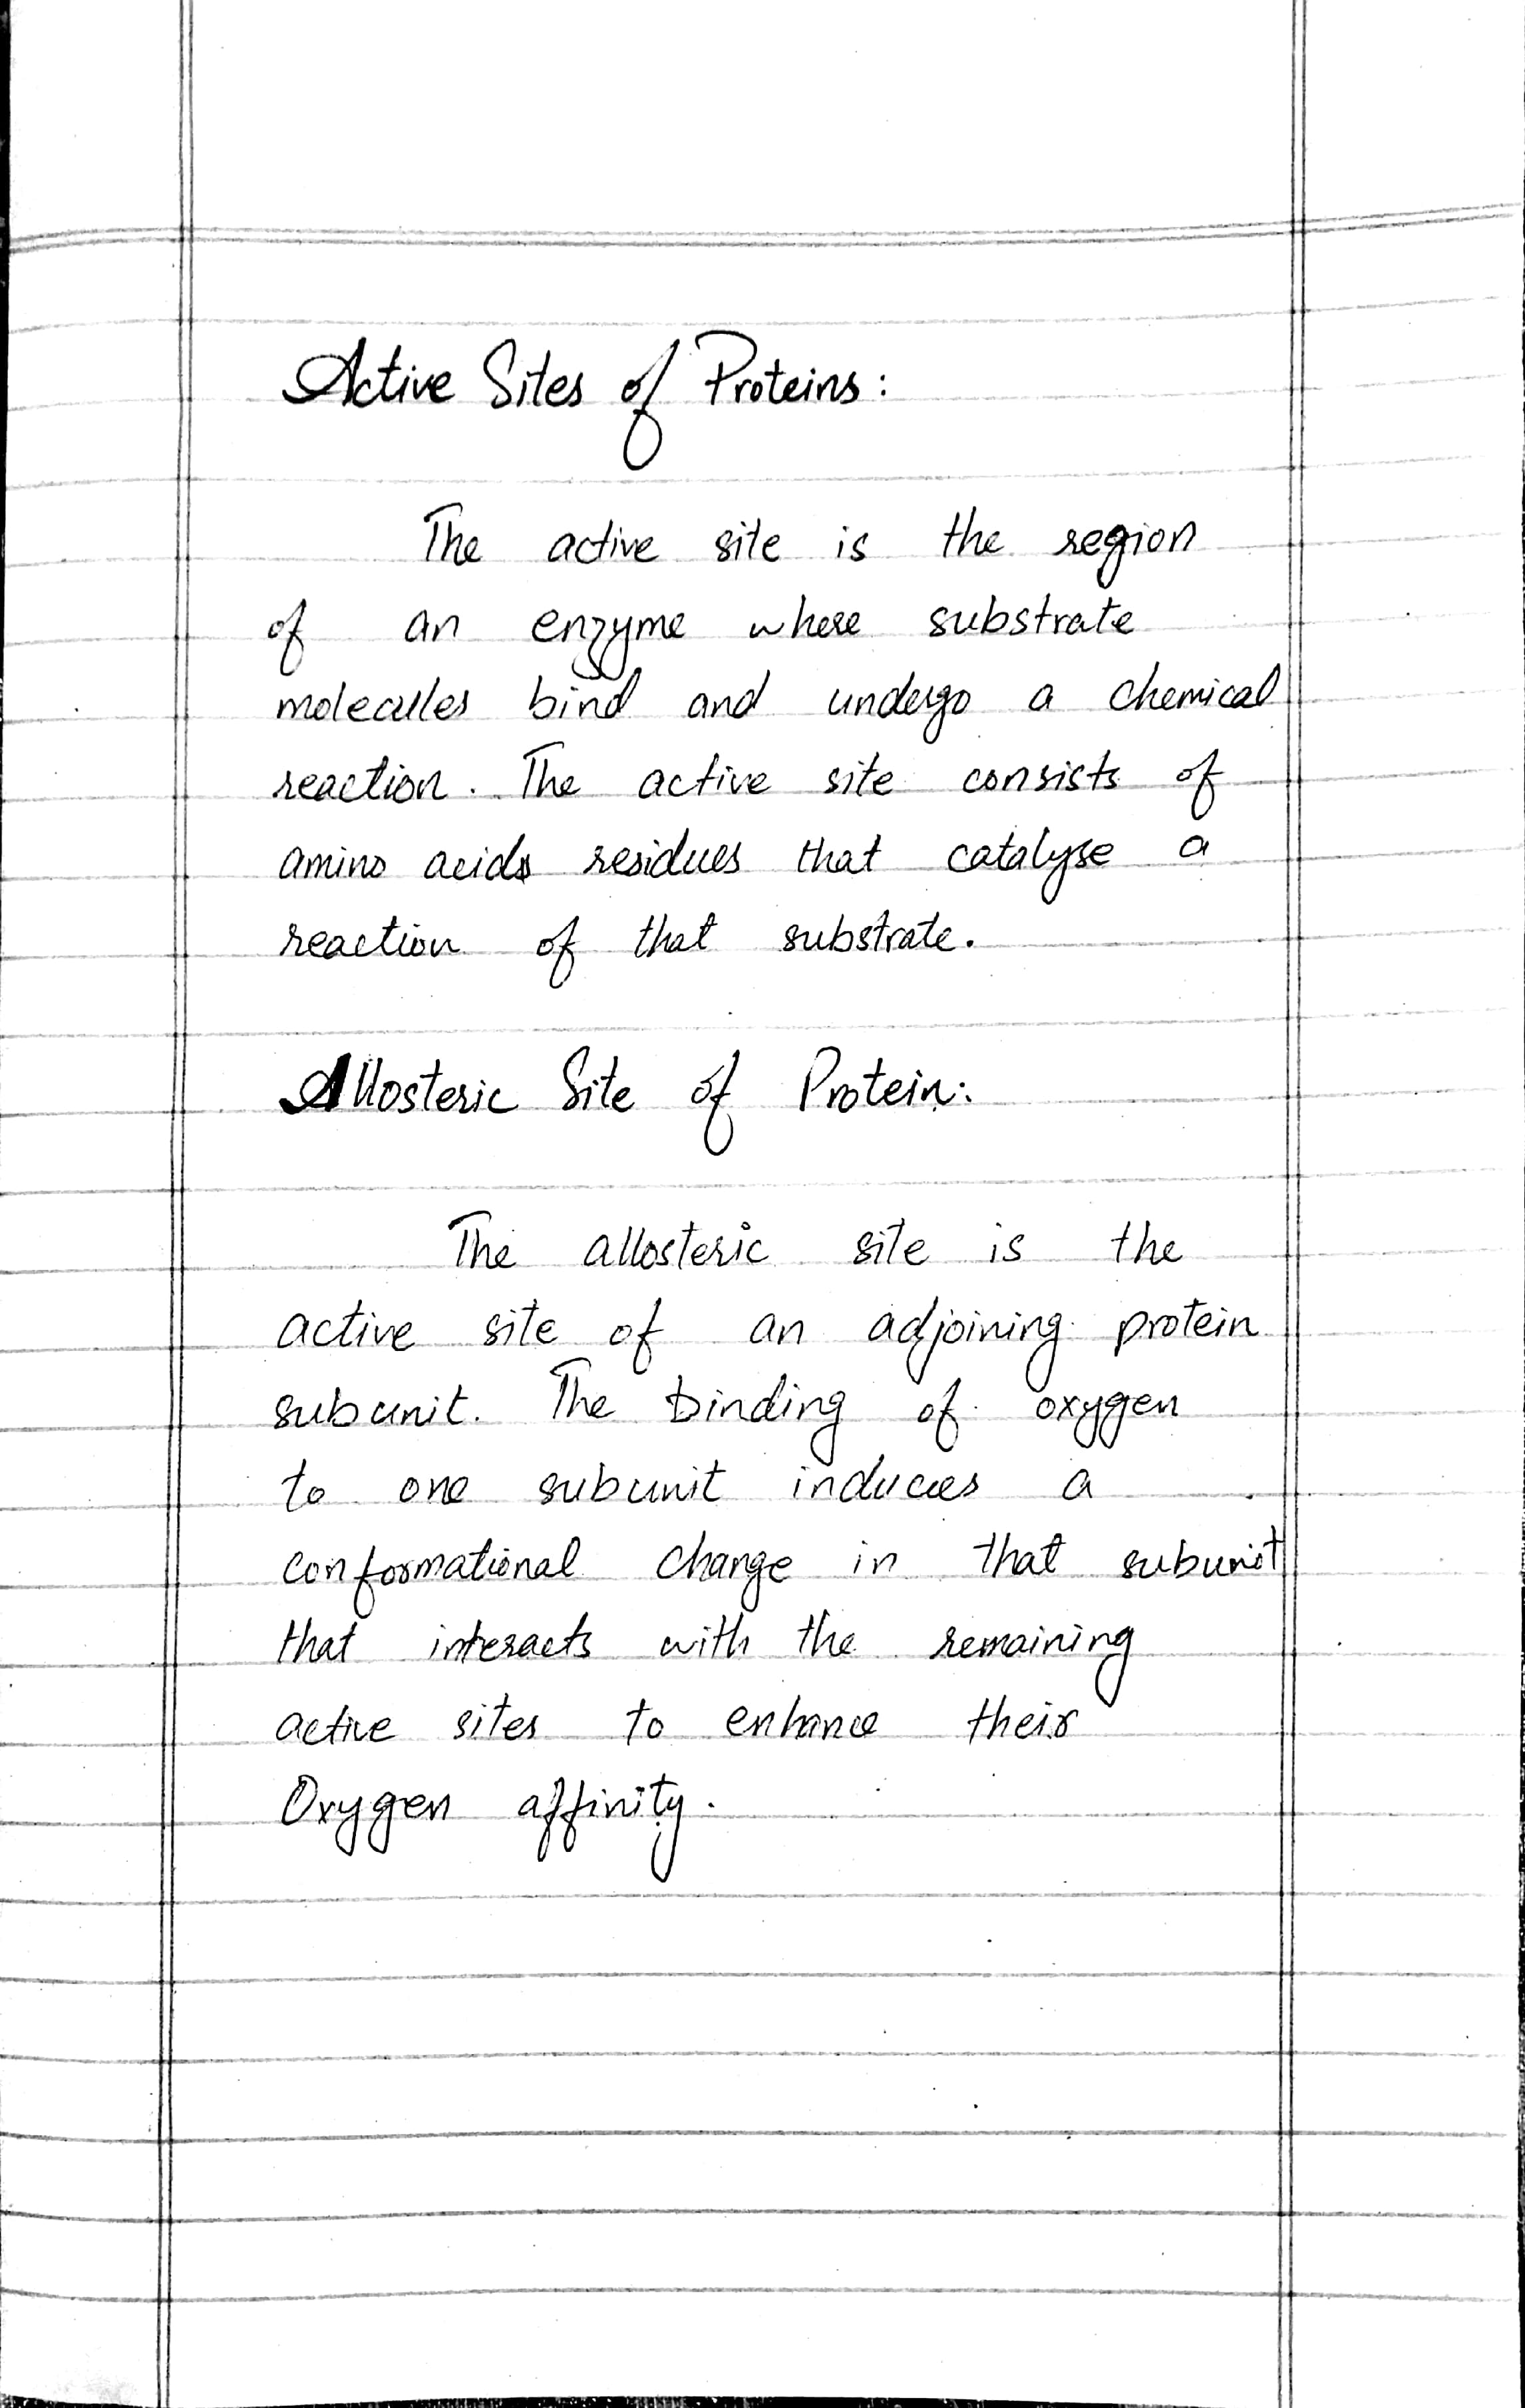 Active Sites of Proteins:
The active site is the region
of an enzyme where substrate
molecules bind and undergo a chemical
reaction. The active site consists of
amino acids residues that catalyse a
reaction of that substrate.
Allosteric Site of Protein:
The allosteric site is the
active site of an adjoining protein
subunit. The binding of oxygen
to one subunit induces a
conformational change in that subunit
that interacts with the remaining
active sites to enhance their
Oxygen affinity.